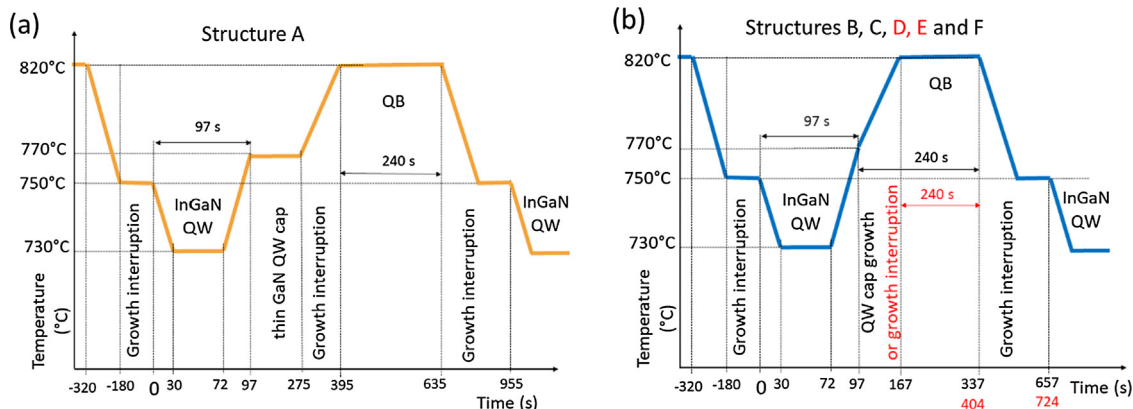 (a)
Structure A
820°C
770°C
750°C
730°C
Temperature
(°C)
97 s
QB
240 s
InGaN
QW
InGaN
QW
Growth interruption
thin GaN QW cap
Growth interruption
Growth interruption
-320 -180 0 30 72 97 275 395 635 955
Time (s)
(b)
Structures B, C, D, E and F
820°C
770°C
750°C
730°C
Temperature
(°C)
97 s
QB
240 s
240 s
InGaN
QW
InGaN
QW
Growth interruption
QW cap growth
or growth interruption
Growth interruption
-320 -180 0 30 72 97 167 337 657
Time (s)
404 724